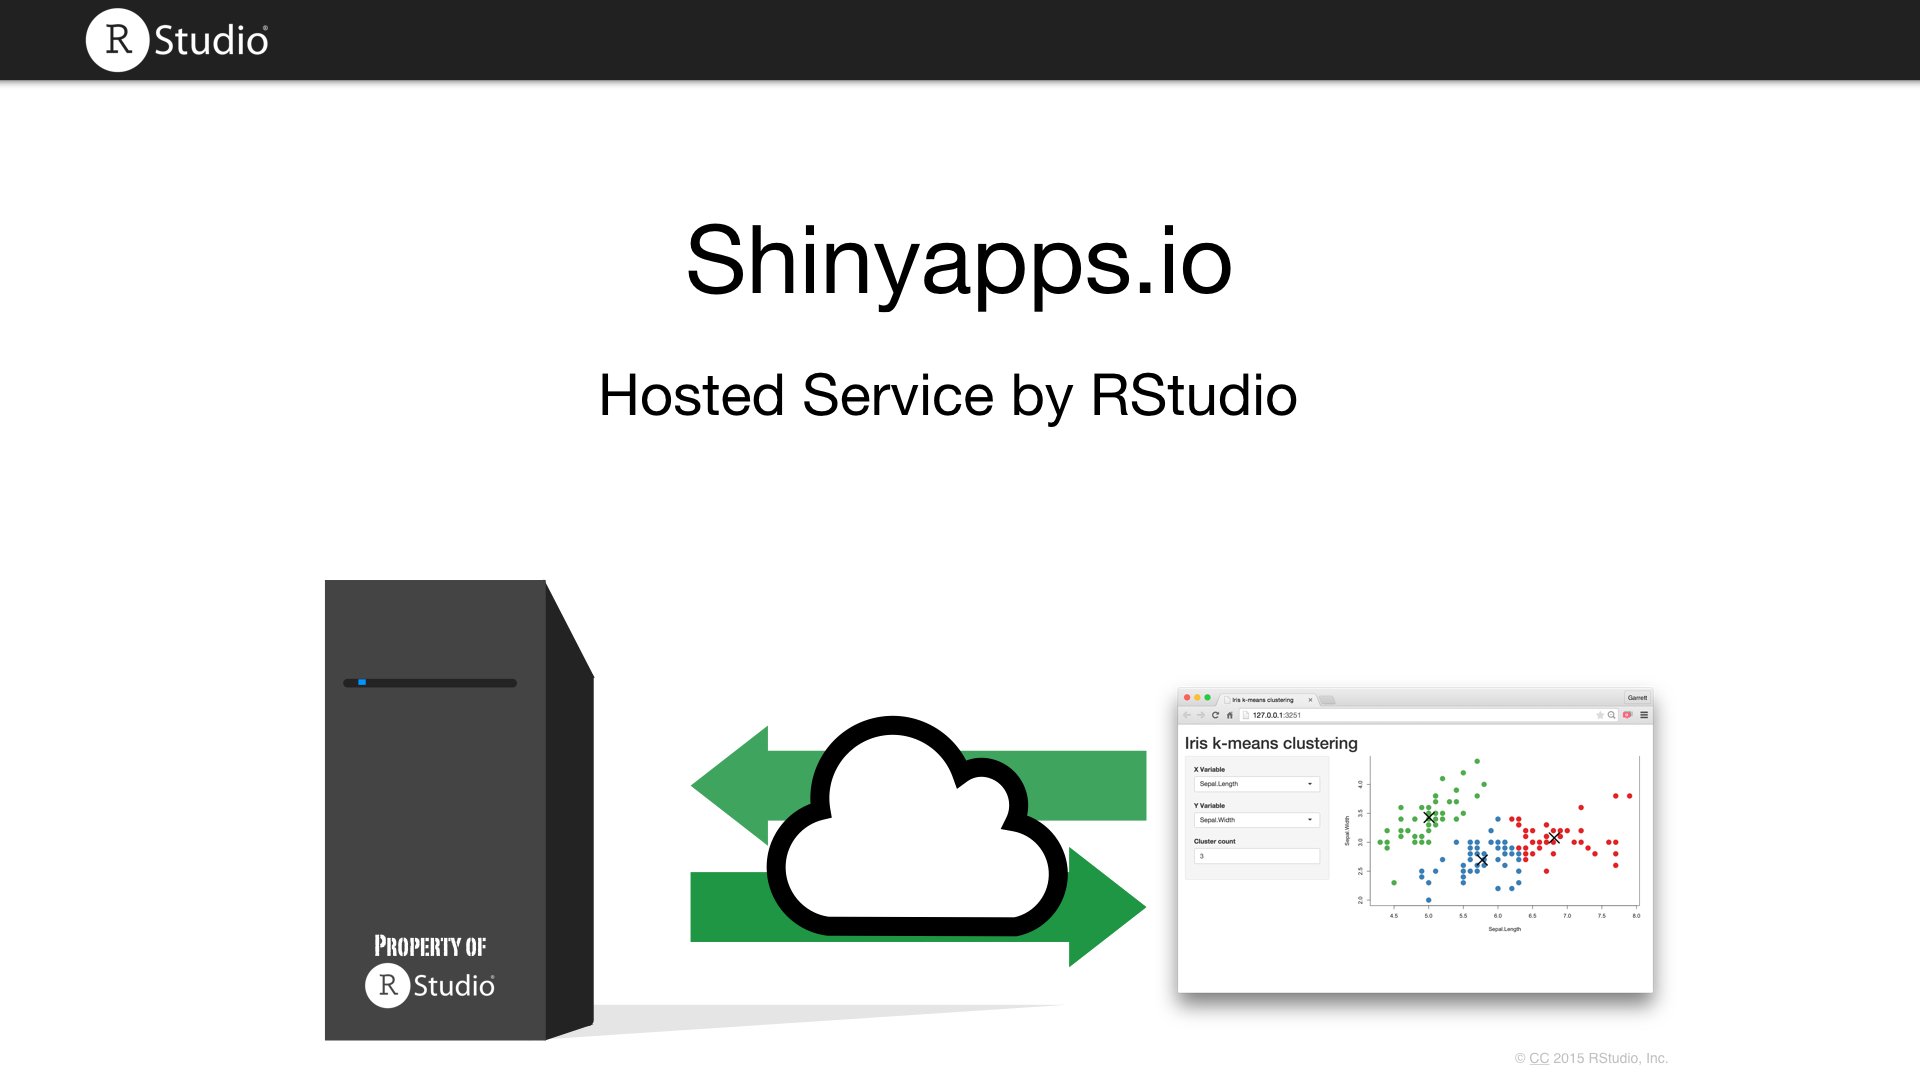 R Studio®
Shinyapps.io
Hosted Service by RStudio
PROPERTY OF
R Studio®
Iris k-means clustering
Garrett
127.0.0.1:3251
Iris k-means clustering
X Variable
Sepal.Length
Y Variable
Sepal.Width
Cluster count
3
Sepal.Width
2.0 2.5 3.0 3.5 4.0
4.5 5.0 5.5 6.0 6.5 7.0 7.5 8.0
Sepal.Length
© CC 2015 RStudio, Inc.